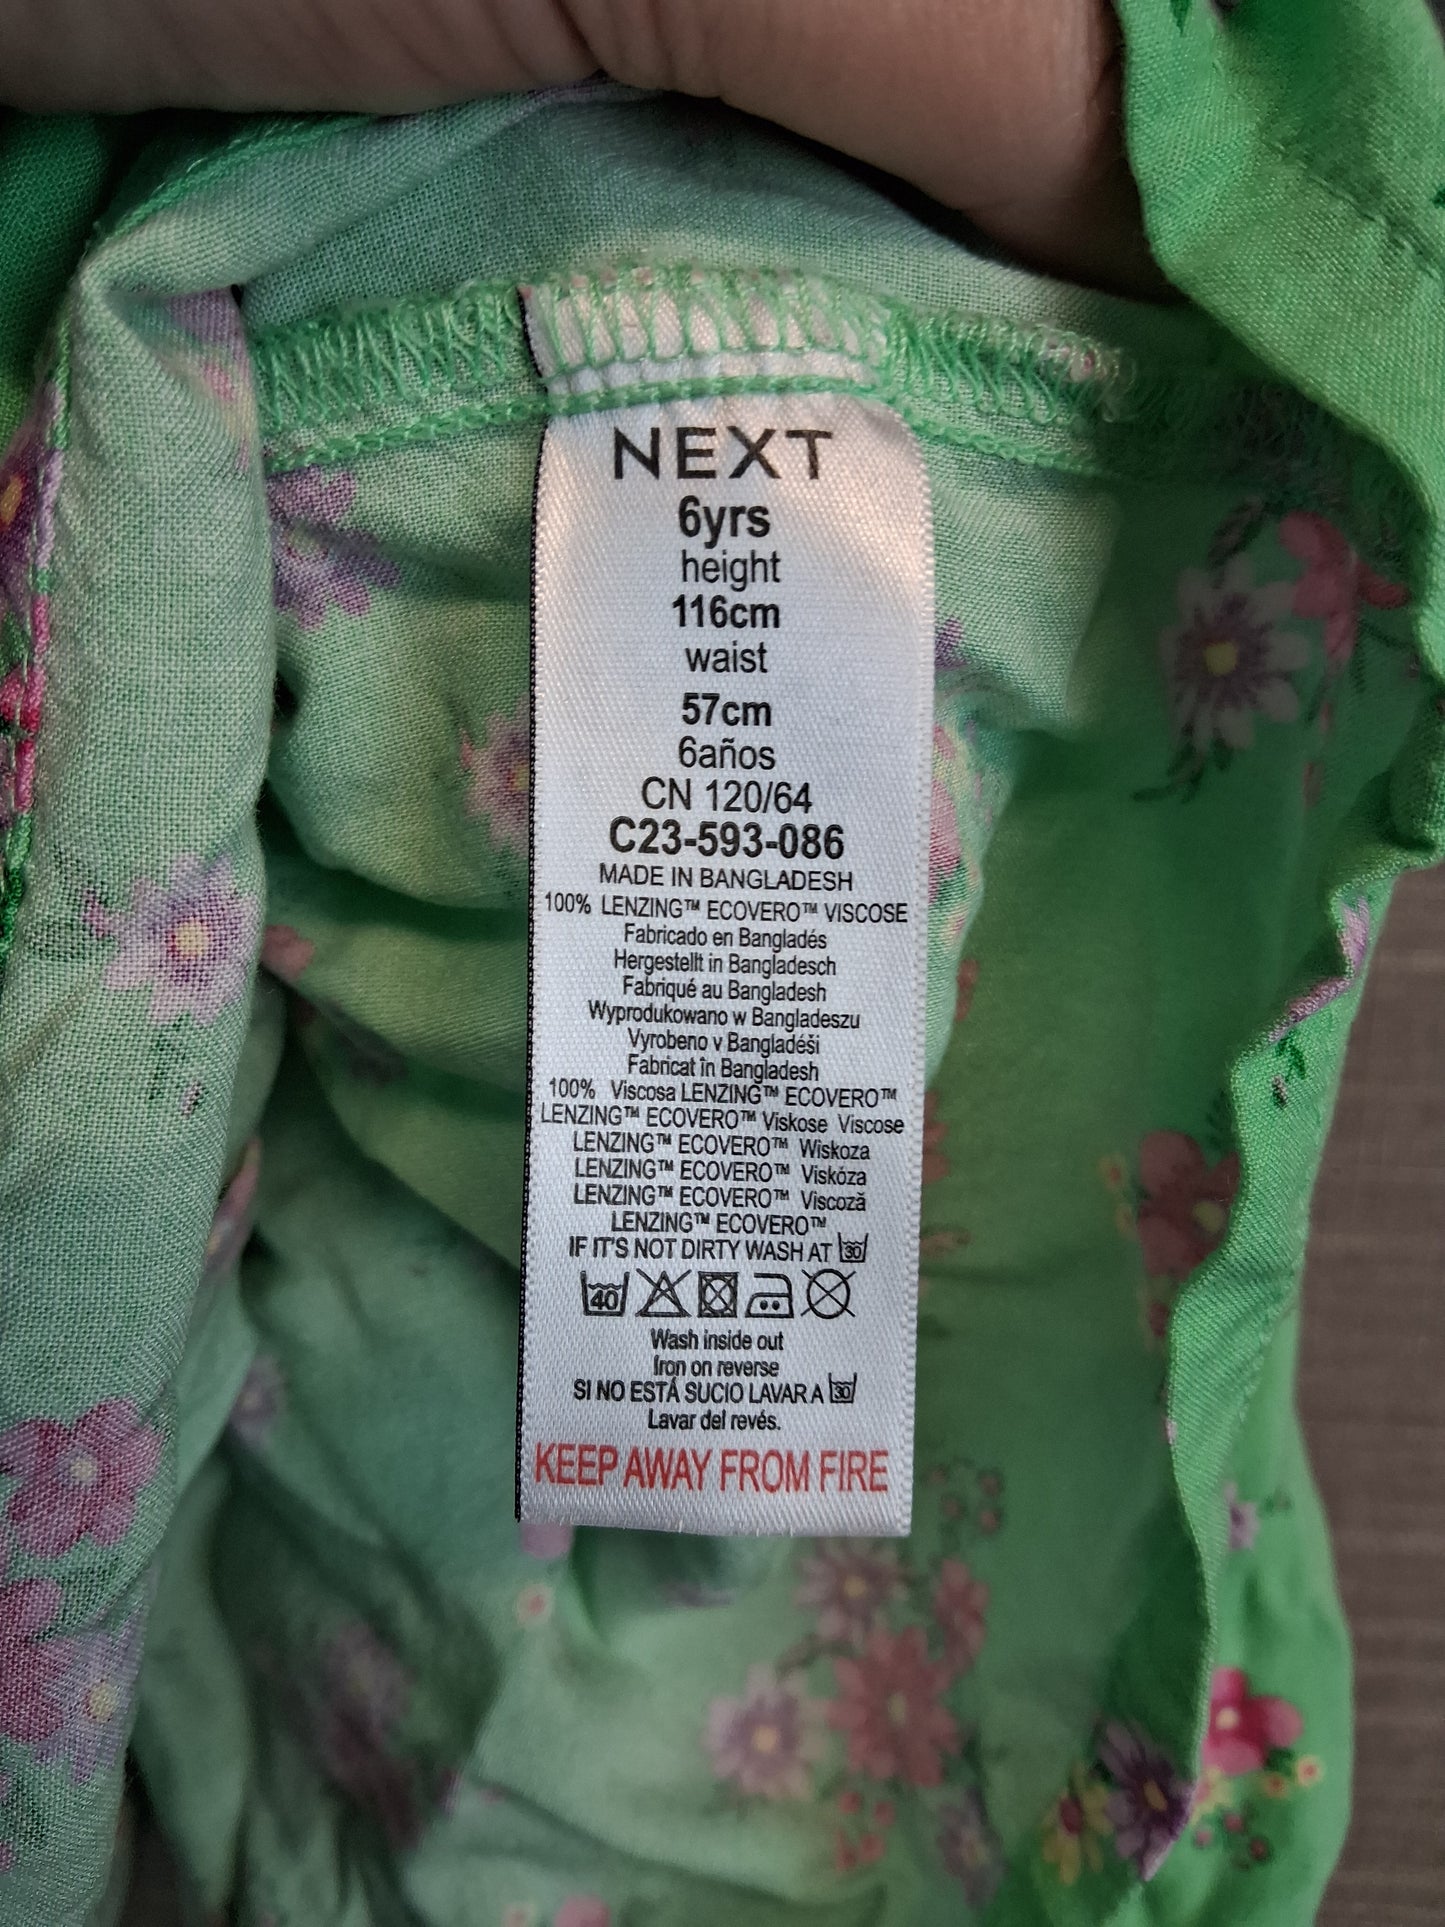 NEXT
6yrs
height
116cm
waist
57cm
6años
CN 120/64
C23-593-086
MADE IN BANGLADESH
100% LENZING™ ECOVERO™ VISCOSE
Fabricado en Bangladés
Hergestellt in Bangladesch
Fabriqué au Bangladesh
Wyprodukowano w Bangladeszu
Vyrobeno v Bangladéši
Fabricat în Bangladesh
100% Viscosa LENZING™ ECOVERO™
LENZING™ ECOVERO™ Viskose Viscose
LENZING™ ECOVERO™ Wiskoza
LENZING™ ECOVERO™ Viskóza
LENZING™ ECOVERO™ Viscoză
LENZING™ ECOVERO™
IF IT'S NOT DIRTY WASH AT 30
40
Wash inside out
Iron on reverse
SI NO ESTÁ SUCIO LAVAR A 30
Lavar del revés.
KEEP AWAY FROM FIRE